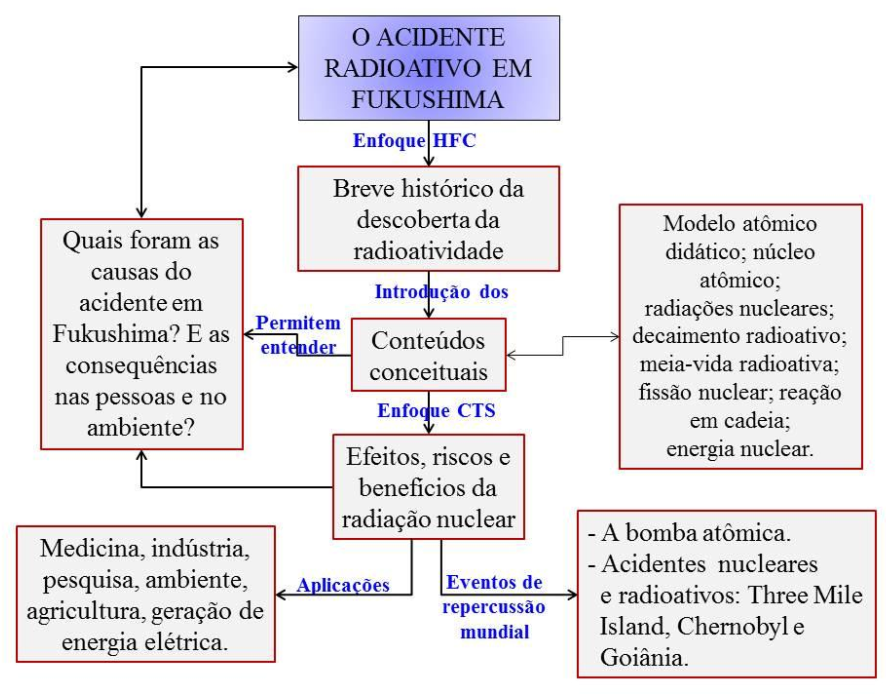 O ACIDENTE
RADIOATIVO EM
FUKUSHIMA
Enfoque HFC
Breve histórico da
descoberta da
radioatividade
Introdução dos
Conteúdos
conceituais
Permitem
entender
Quais foram as
causas do
acidente em
Fukushima? E as
consequências
nas pessoas e no
ambiente?
Modelo atômico
didático; núcleo
atômico;
radiações nucleares;
decaimento radioativo;
meia-vida radioativa;
fissão nuclear; reação
em cadeia;
energia nuclear.
Enfoque CTS
Efeitos, riscos e
benefícios da
radiação nuclear
Aplicações
Medicina, indústria,
pesquisa, ambiente,
agricultura, geração de
energia elétrica.
Eventos de
repercussão
mundial
- A bomba atômica.
- Acidentes nucleares
e radioativos: Three Mile
Island, Chernobyl e
Goiânia.